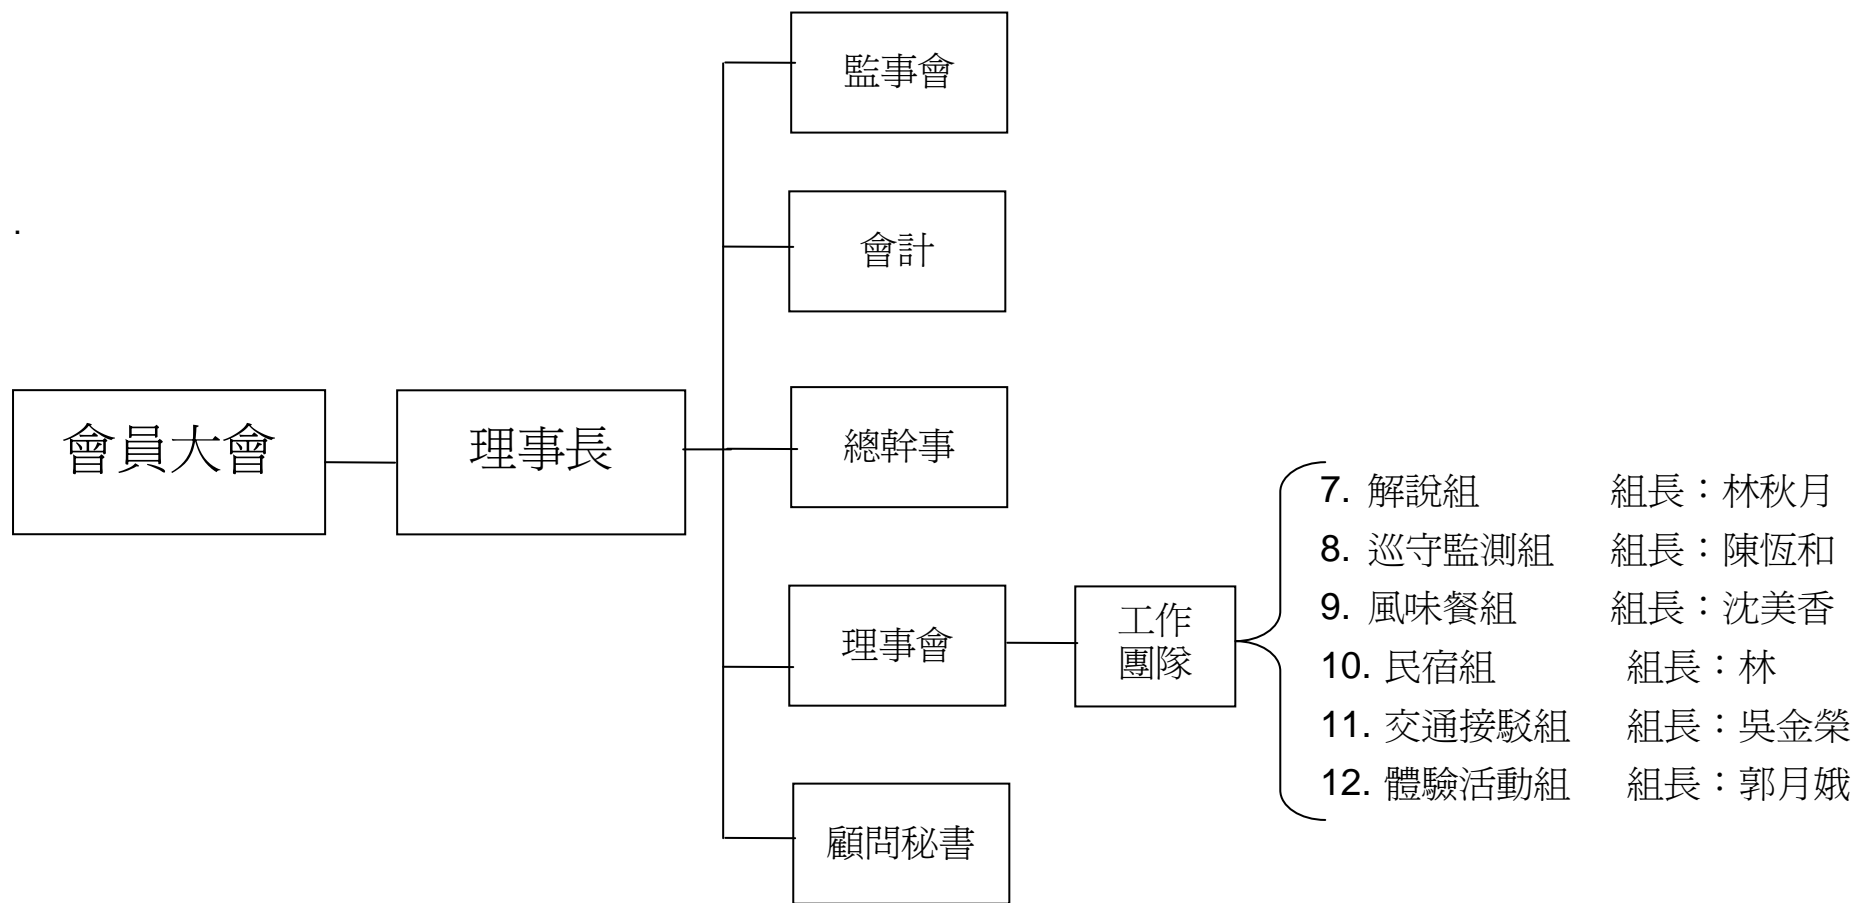 監事會
.
會計
會員大會
理事長
總幹事
理事會
工作
團隊
7. 解說組 組長：林秋月
8. 巡守監測組 組長：陳恆和
9. 風味餐組 組長：沈美香
10. 民宿組 組長：林
11. 交通接駁組 組長：吳金榮
12. 體驗活動組 組長：郭月娥
顧問秘書